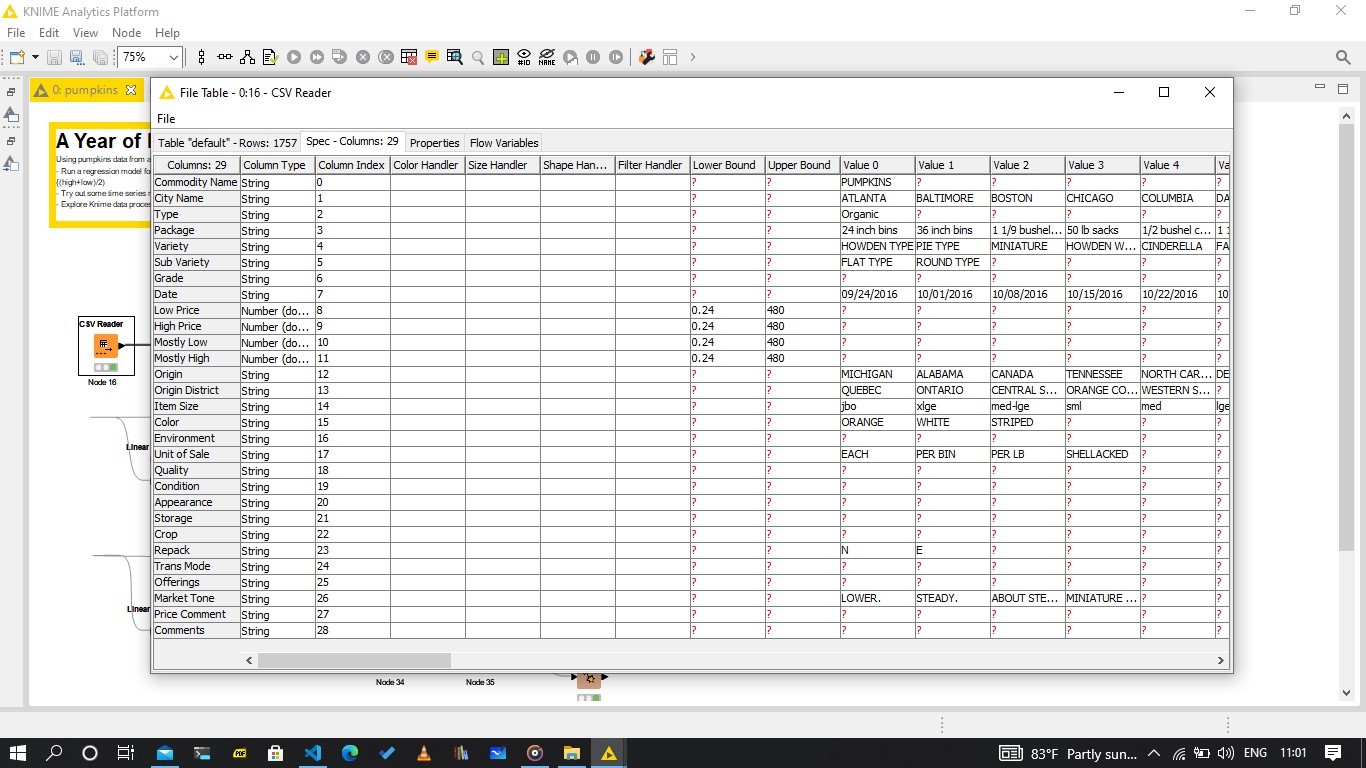 KNIME Analytics Platform
File Edit View Node Help
75% #ID NAME
0: pumpkins
File Table - 0:16 - CSV Reader
File
A Year of
Table "default" - Rows: 1757 Spec - Columns: 29 Properties Flow Variables
Using pumpkins data from a
- Run a regression model fo
{(high+low)/2}
- Try out some time series
- Explore Knime data proce
Columns: 29 Column Type Column Index Color Handler Size Handler Shape Han... Filter Handler Lower Bound Upper Bound Value 0 Value 1 Value 2 Value 3 Value 4 Va
Commodity Name String 0 ? ? PUMPKINS ? ? ? ? ?
City Name String 1 ? ? ATLANTA BALTIMORE BOSTON CHICAGO COLUMBIA DA
Type String 2 ? ? Organic ? ? ? ? ?
Package String 3 ? ? 24 inch bins 36 inch bins 1 1/9 bushel... 50 lb sacks 1/2 bushel c... 1 1
Variety String 4 ? ? HOWDEN TYPE PIE TYPE MINIATURE HOWDEN W... CINDERELLA FA
Sub Variety String 5 ? ? FLAT TYPE ROUND TYPE ? ? ? ?
Grade String 6 ? ? ? ? ? ? ? ?
Date String 7 ? ? 09/24/2016 10/01/2016 10/08/2016 10/15/2016 10/22/2016 10
Low Price Number (do... 8 0.24 480 ? ? ? ? ? ?
High Price Number (do... 9 0.24 480 ? ? ? ? ? ?
Mostly Low Number (do... 10 0.24 480 ? ? ? ? ? ?
Mostly High Number (do... 11 0.24 480 ? ? ? ? ? ?
Origin String 12 ? ? MICHIGAN ALABAMA CANADA TENNESSEE NORTH CAR... DE
Origin District String 13 ? ? QUEBEC ONTARIO CENTRAL S... ORANGE CO... WESTERN S... ?
Item Size String 14 ? ? jbo xlge med-lge sml med lge
Color String 15 ? ? ORANGE WHITE STRIPED ? ? ?
Environment String 16 ? ? ? ? ? ? ? ?
Unit of Sale String 17 ? ? EACH PER BIN PER LB SHELLACKED ? ?
Quality String 18 ? ? ? ? ? ? ? ?
Condition String 19 ? ? ? ? ? ? ? ?
Appearance String 20 ? ? ? ? ? ? ? ?
Storage String 21 ? ? ? ? ? ? ? ?
Crop String 22 ? ? ? ? ? ? ? ?
Repack String 23 ? ? N E ? ? ? ?
Trans Mode String 24 ? ? ? ? ? ? ? ?
Offerings String 25 ? ? ? ? ? ? ? ?
Market Tone String 26 ? ? LOWER. STEADY. ABOUT STE... MINIATURE ... ? ?
Price Comment String 27 ? ? ? ? ? ? ? ?
Comments String 28 ? ? ? ? ? ? ? ?
CSV Reader
Node 16
Linear
Linear
Node 34 Node 35
83°F Partly sun... ENG 11:01